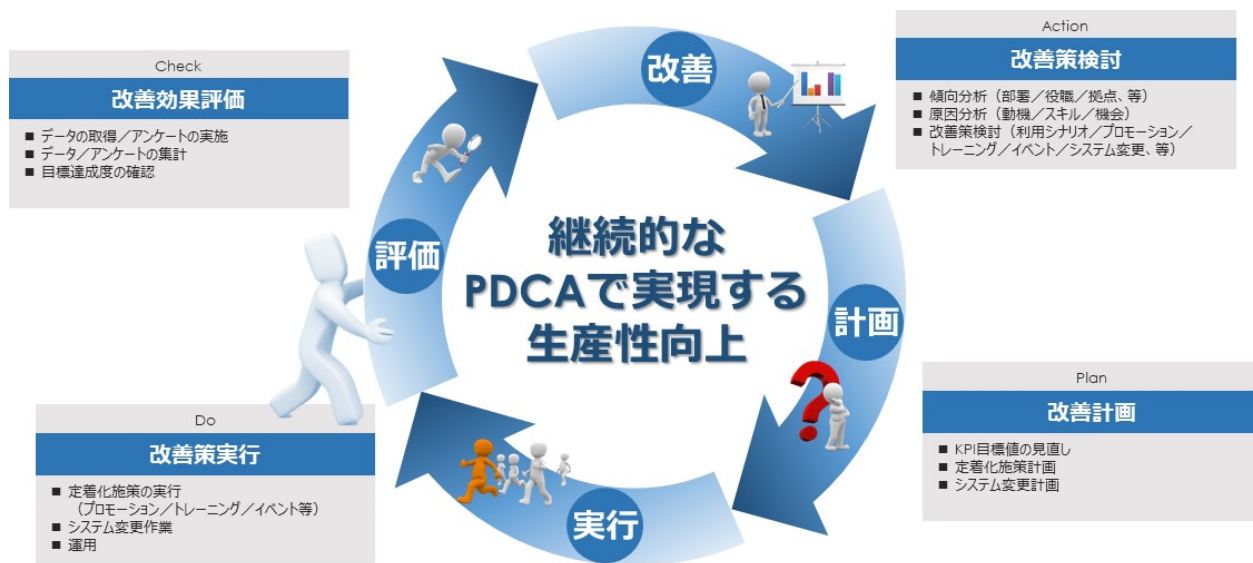 Check
改善効果評価
■ データの取得／アンケートの実施
■ データ／アンケートの集計
■ 目標達成度の確認
Action
改善策検討
■ 傾向分析（部署／役職／拠点、等）
■ 原因分析（動機／スキル／機会）
■ 改善策検討（利用シナリオ／プロモーション／
トレーニング／イベント／システム変更、等）
改善
評価
継続的な
PDCAで実現する
生産性向上
計画
実行
Do
改善策実行
■ 定着化施策の実行
（プロモーション／トレーニング／イベント等）
■ システム変更作業
■ 運用
Plan
改善計画
■ KPI目標値の見直し
■ 定着化施策計画
■ システム変更計画